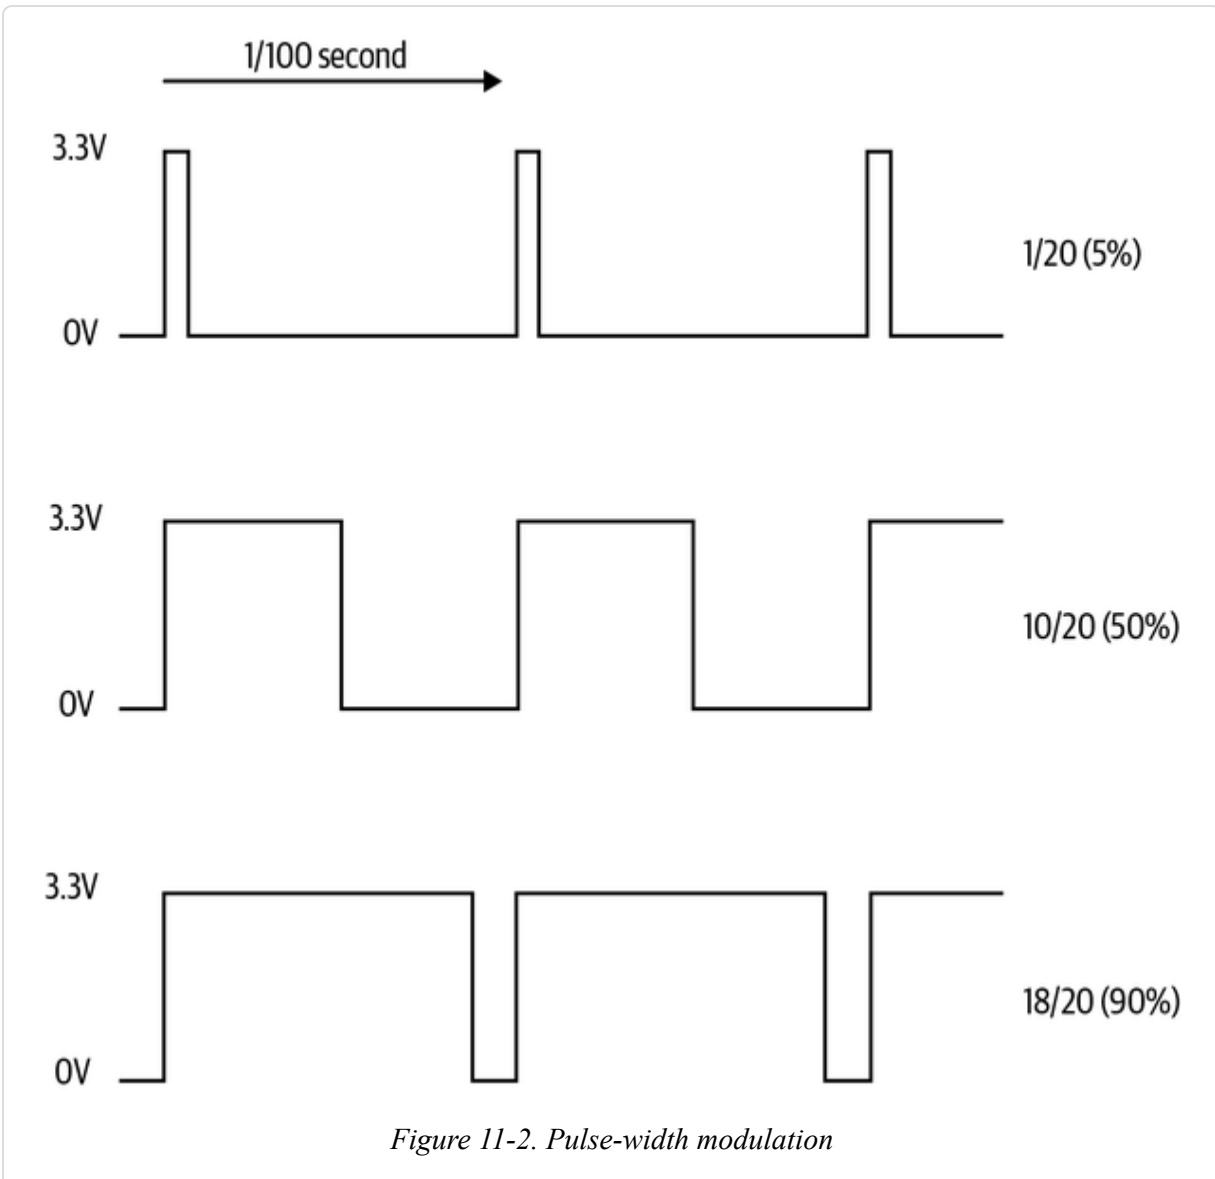 1/100 second
3.3V
1/20 (5%)
0V
3.3V
10/20 (50%)
0V
3.3V
18/20 (90%)
0V
Figure 11-2. Pulse-width modulation